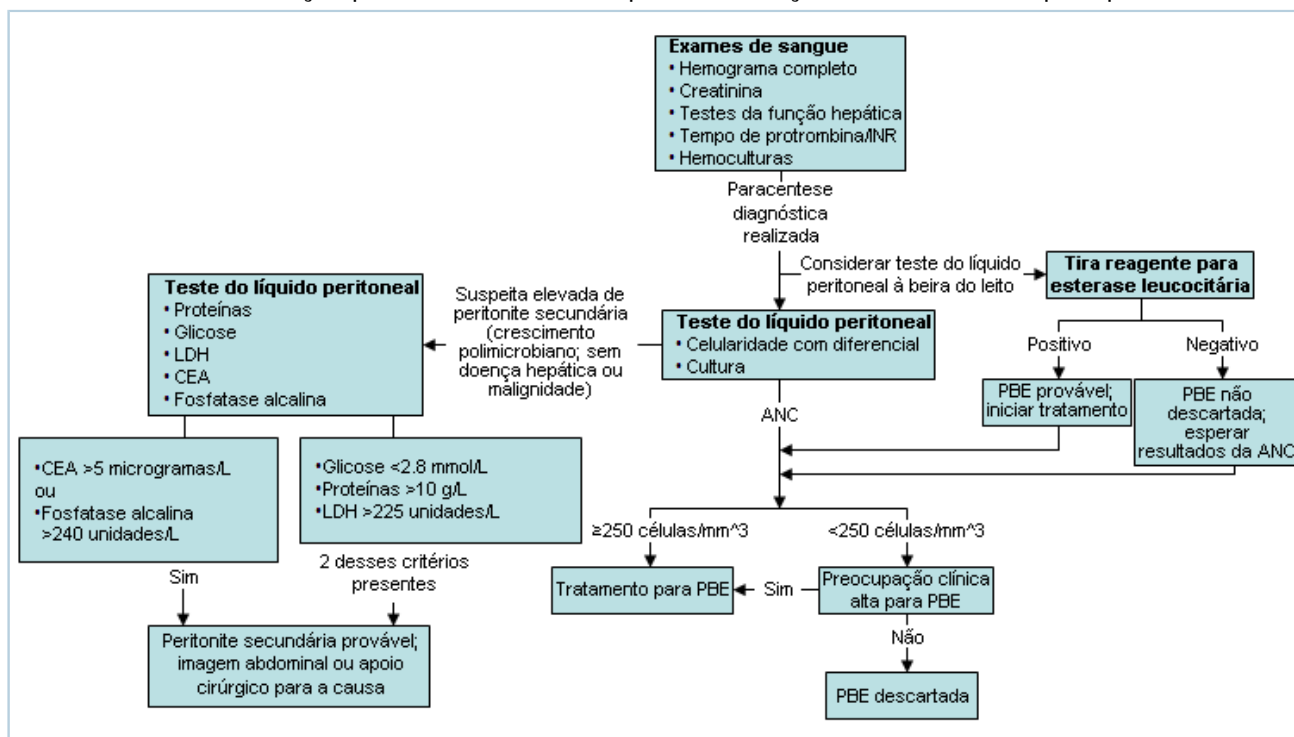 Exames de sangue
• Hemograma completo
• Creatinina
• Testes da função hepática
• Tempo de protrombina/INR
• Hemoculturas
Paracentese
diagnóstica
realizada
Considerar teste do líquido
peritoneal à beira do leito
Tira reagente para
esterase leucocitária
Teste do líquido peritoneal
• Proteínas
• Glicose
• LDH
• CEA
• Fosfatase alcalina
Suspeita elevada de
peritonite secundária
(crescimento
polimicrobiano; sem
doença hepática ou
malignidade)
Teste do líquido peritoneal
• Celularidade com diferencial
• Cultura
Positivo
Negativo
PBE provável;
iniciar tratamento
PBE não
descartada;
esperar
resultados da ANC
ANC
•CEA >5 microgramas/L
ou
•Fosfatase alcalina
>240 unidades/L
•Glicose <2.8 mmol/L
•Proteínas >10 g/L
•LDH >225 unidades/L
≥250 células/mm^3
<250 células/mm^3
Sim
2 desses critérios
presentes
Tratamento para PBE
Sim
Preocupação clínica
alta para PBE
Não
Peritonite secundária provável;
imagem abdominal ou apoio
cirúrgico para a causa
PBE descartada